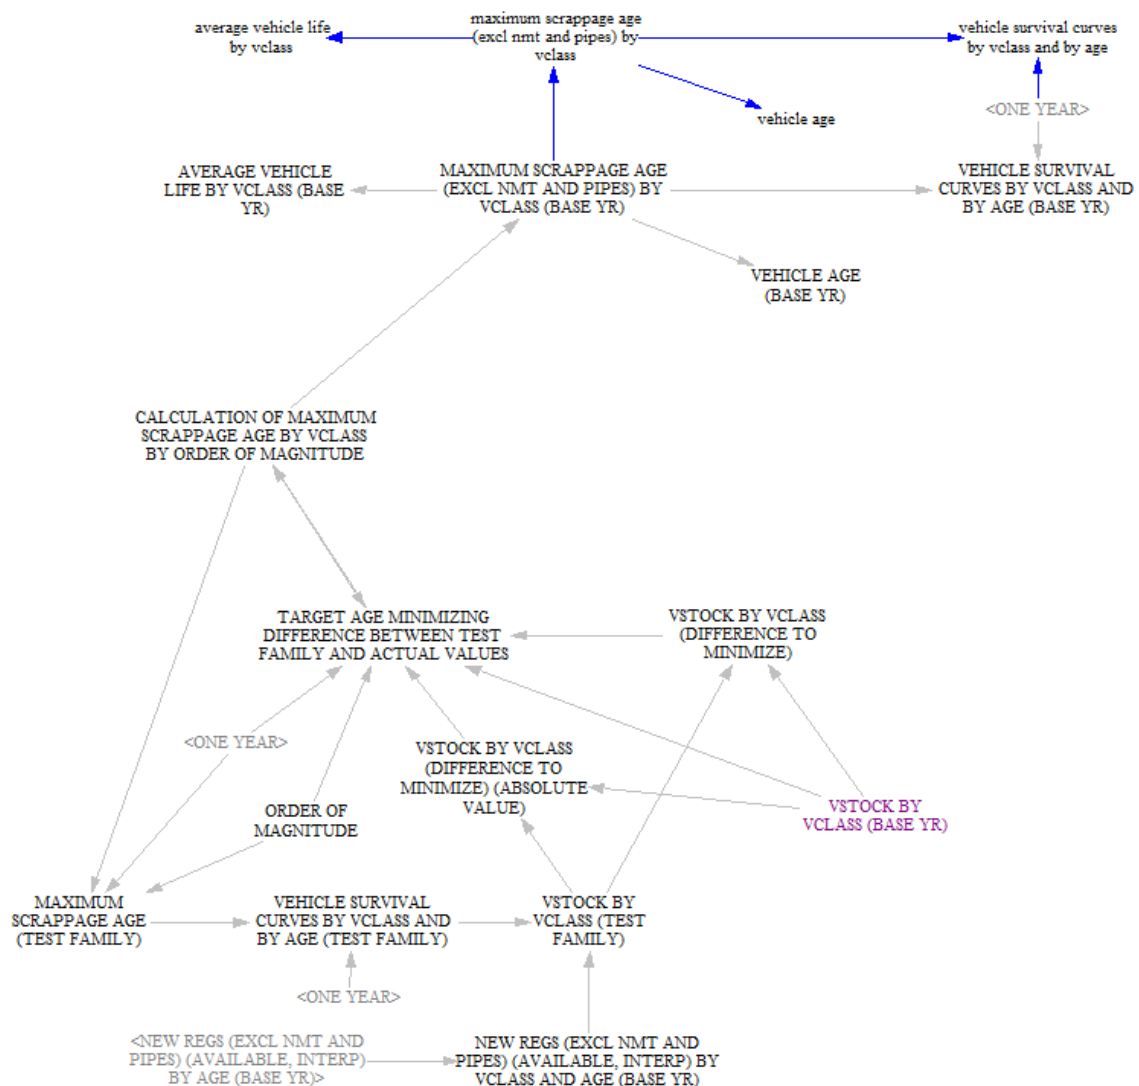 average vehicle life
by vclass
maximum scrappage age
(excl nmt and pipes) by
vclass
vehicle survival curves
by vclass and by age
vehicle age
<ONE YEAR>
AVERAGE VEHICLE
LIFE BY VCLASS (BASE
YR)
MAXIMUM SCRAPPAGE AGE
(EXCL NMT AND PIPES) BY
VCLASS (BASE YR)
VEHICLE SURVIVAL
CURVES BY VCLASS AND
BY AGE (BASE YR)
VEHICLE AGE
(BASE YR)
CALCULATION OF MAXIMUM
SCRAPPAGE AGE BY VCLASS
BY ORDER OF MAGNITUDE
TARGET AGE MINIMIZING
DIFFERENCE BETWEEN TEST
FAMILY AND ACTUAL VALUES
VSTOCK BY VCLASS
(DIFFERENCE TO
MINIMIZE)
<ONE YEAR>
VSTOCK BY VCLASS
(DIFFERENCE TO
MINIMIZE) (ABSOLUTE
VALUE)
ORDER OF
MAGNITUDE
VSTOCK BY
VCLASS (BASE YR)
MAXIMUM
SCRAPPAGE AGE
(TEST FAMILY)
VEHICLE SURVIVAL
CURVES BY VCLASS AND
BY AGE (TEST FAMILY)
VSTOCK BY
VCLASS (TEST
FAMILY)
<ONE YEAR>
<NEW REGS (EXCL NMT AND
PIPES) (AVAILABLE, INTERP)
BY AGE (BASE YR)>
NEW REGS (EXCL NMT AND
PIPES) (AVAILABLE, INTERP) BY
VCLASS AND AGE (BASE YR)